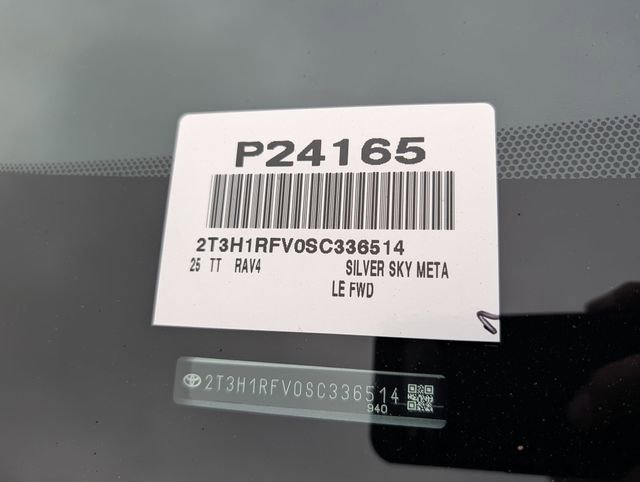 P24165
2T3H1RFV0SC336514
25 TT RAV4 SILVER SKY META
LE FWD
2T3H1RFV0SC336514
940